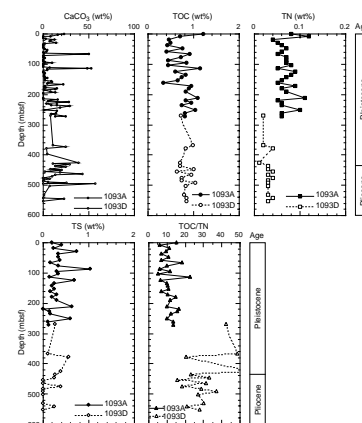 CaCO3 (wt%) TOC (wt%) TN (wt%)
0 50 100 0 1 2 0 0.1 0.2
Age
0
100
200
300
400
500
600
Depth (mbsf)
1093A
1093D
1093A
1093D
1093A
1093D
TS (wt%) TOC/TN Age
0 1 2 0 10 20 30 40 50
0
100
200
300
400
500
Depth (mbsf)
Pleistocene
Pliocene
1093A
1093D
1093A
1093D